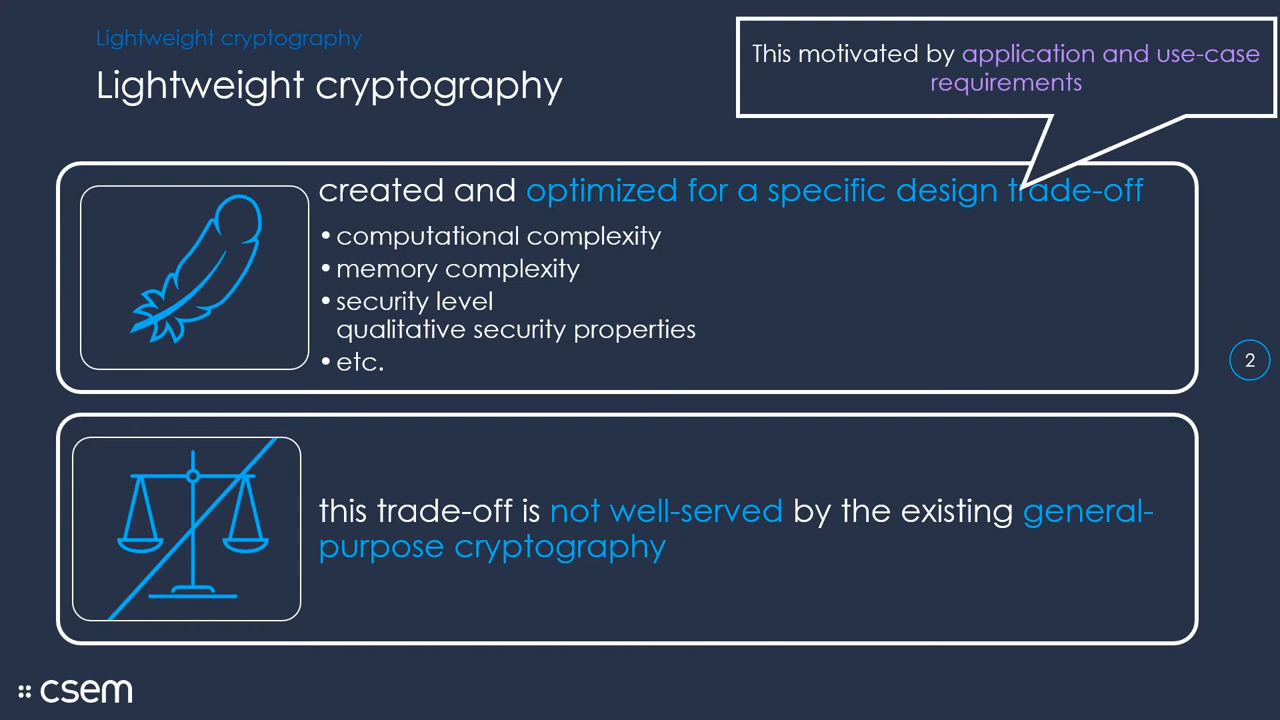 Lightweight cryptography
Lightweight cryptography
This motivated by application and use-case
requirements
created and optimized for a specific design trade-off
• computational complexity
• memory complexity
• security level
qualitative security properties
• etc.
2
this trade-off is not well-served by the existing general-
purpose cryptography
csem